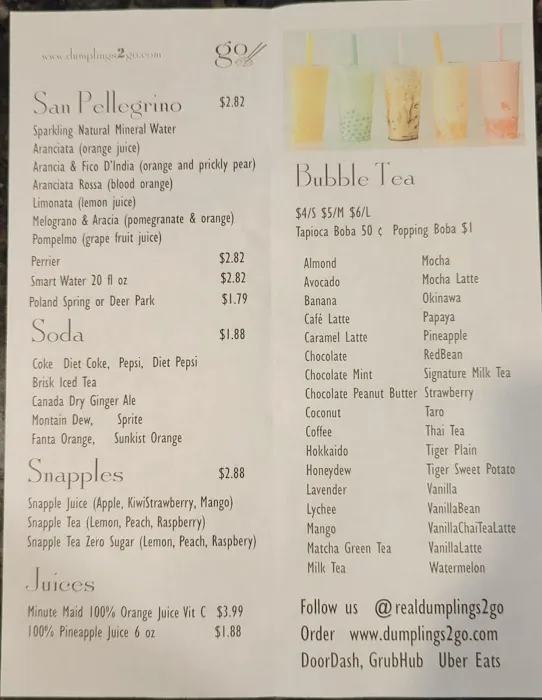 www.dumplings2go.com
go
San Pellegrino $2.82
Sparkling Natural Mineral Water
Aranciata (orange juice)
Arancia & Fico D'India (orange and prickly pear)
Aranciata Rossa (blood orange)
Limonata (lemon juice)
Melograno & Aracia (pomegranate & orange)
Pompelmo (grape fruit juice)
Perrier $2.82
Smart Water 20 fl oz $2.82
Poland Spring or Deer Park $1.79
Soda $1.88
Coke Diet Coke, Pepsi, Diet Pepsi
Brisk Iced Tea
Canada Dry Ginger Ale
Montain Dew, Sprite
Fanta Orange, Sunkist Orange
Snapples $2.88
Snapple Juice (Apple, KiwiStrawberry, Mango)
Snapple Tea (Lemon, Peach, Raspberry)
Snapple Tea Zero Sugar (Lemon, Peach, Raspbery)
Juices
Minute Maid 100% Orange Juice Vit C $3.99
100% Pineapple Juice 6 oz $1.88
Bubble Tea
$4/S $5/M $6/L
Tapioca Boba 50 ¢ Popping Boba $1
Almond
Avocado
Banana
Café Latte
Caramel Latte
Chocolate
Chocolate Mint
Chocolate Peanut Butter
Coconut
Coffee
Hokkaido
Honeydew
Lavender
Lychee
Mango
Matcha Green Tea
Milk Tea
Mocha
Mocha Latte
Okinawa
Papaya
Pineapple
RedBean
Signature Milk Tea
Strawberry
Taro
Thai Tea
Tiger Plain
Tiger Sweet Potato
Vanilla
VanillaBean
VanillaChaiTeaLatte
VanillaLatte
Watermelon
Follow us @realdumplings2go
Order www.dumplings2go.com
DoorDash, GrubHub Uber Eats